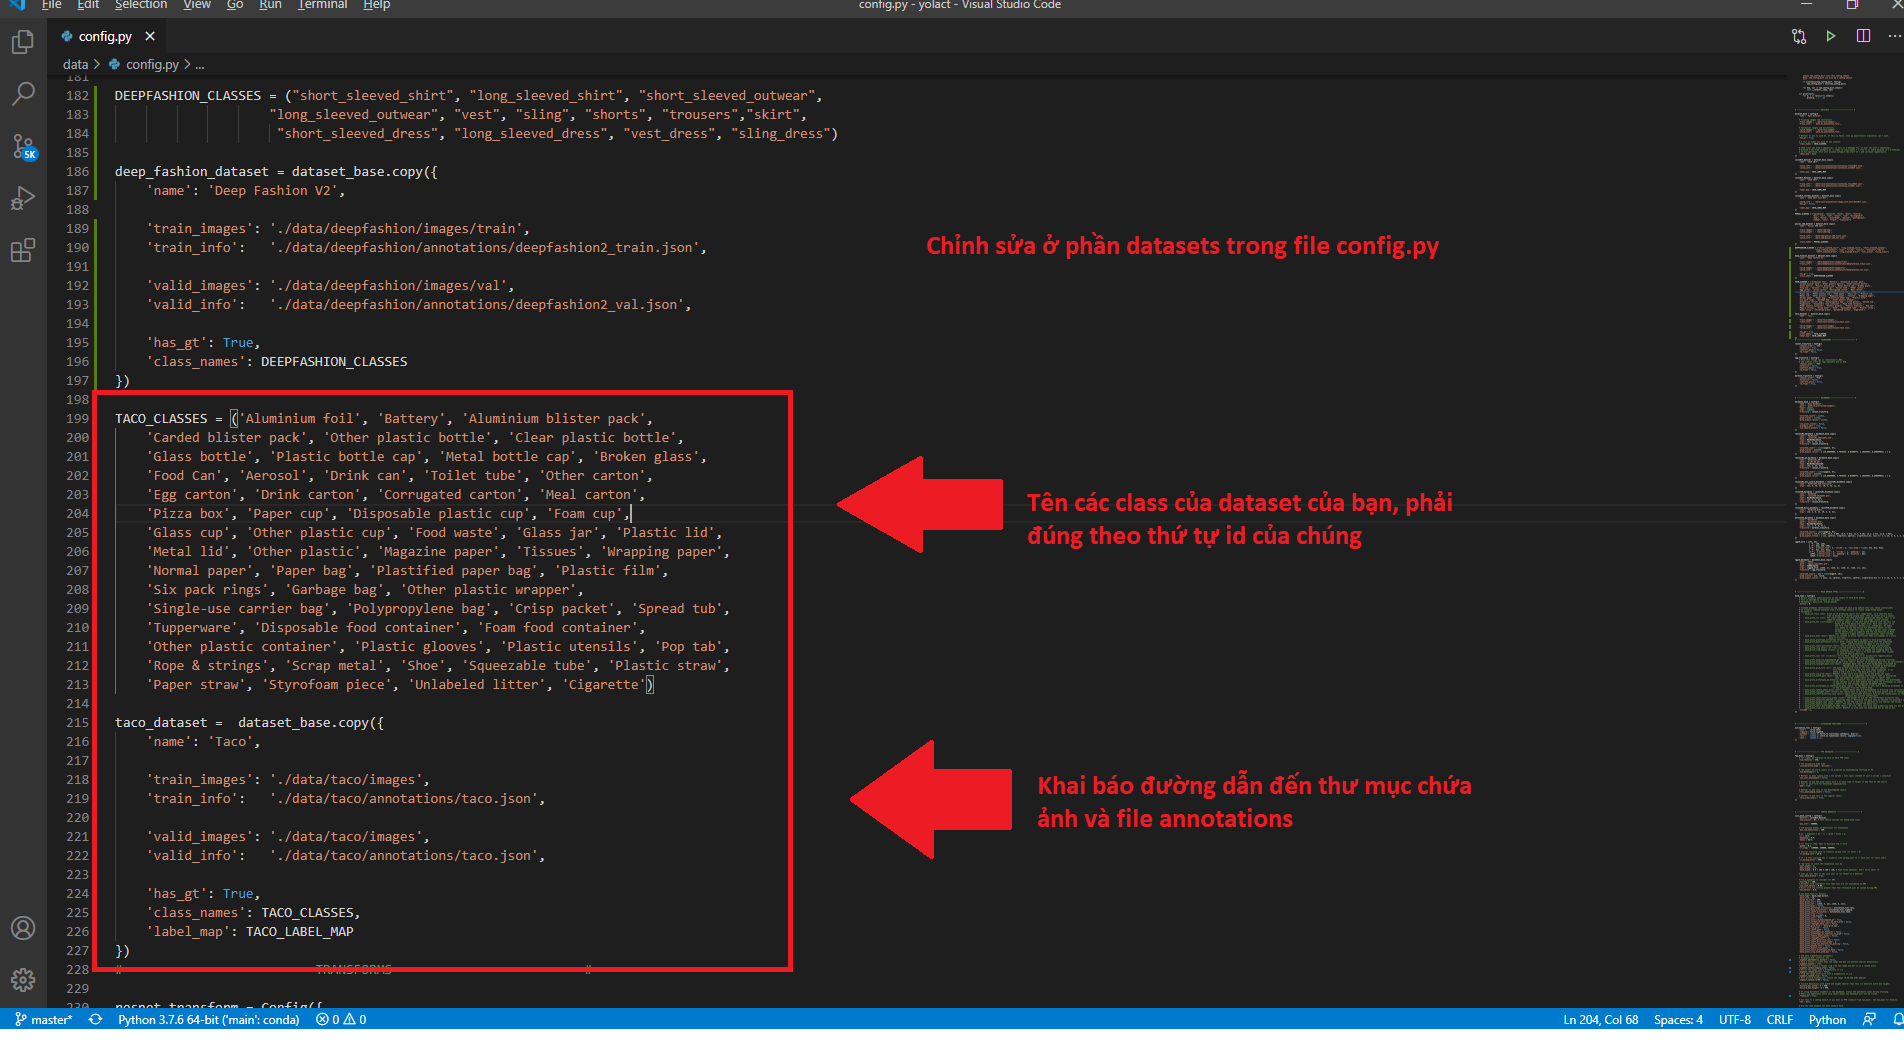 File Edit Selection View Go Run Terminal Help
config.py - yolact - Visual Studio Code
config.py
data > config.py > ...
181
182 DEEPFASHION_CLASSES = ("short_sleeved_shirt", "long_sleeved_shirt", "short_sleeved_outwear",
183 "long_sleeved_outwear", "vest", "sling", "shorts", "trousers","skirt",
184 "short_sleeved_dress", "long_sleeved_dress", "vest_dress", "sling_dress")
185
186 deep_fashion_dataset = dataset_base.copy({
187 'name': 'Deep Fashion V2',
188
189 'train_images': './data/deepfashion/images/train',
190 'train_info': './data/deepfashion/annotations/deepfashion2_train.json',
191
192 'valid_images': './data/deepfashion/images/val',
193 'valid_info': './data/deepfashion/annotations/deepfashion2_val.json',
194
195 'has_gt': True,
196 'class_names': DEEPFASHION_CLASSES
197 })
198
199 TACO_CLASSES = ('Aluminium foil', 'Battery', 'Aluminium blister pack',
200 'Carded blister pack', 'Other plastic bottle', 'Clear plastic bottle',
201 'Glass bottle', 'Plastic bottle cap', 'Metal bottle cap', 'Broken glass',
202 'Food Can', 'Aerosol', 'Drink can', 'Toilet tube', 'Other carton',
203 'Egg carton', 'Drink carton', 'Corrugated carton', 'Meal carton',
204 'Pizza box', 'Paper cup', 'Disposable plastic cup', 'Foam cup',
205 'Glass cup', 'Other plastic cup', 'Food waste', 'Glass jar', 'Plastic lid',
206 'Metal lid', 'Other plastic', 'Magazine paper', 'Tissues', 'Wrapping paper',
207 'Normal paper', 'Paper bag', 'Plastified paper bag', 'Plastic film',
208 'Six pack rings', 'Garbage bag', 'Other plastic wrapper',
209 'Single-use carrier bag', 'Polypropylene bag', 'Crisp packet', 'Spread tub',
210 'Tupperware', 'Disposable food container', 'Foam food container',
211 'Other plastic container', 'Plastic glooves', 'Plastic utensils', 'Pop tab',
212 'Rope & strings', 'Scrap metal', 'Shoe', 'Squeezable tube', 'Plastic straw',
213 'Paper straw', 'Styrofoam piece', 'Unlabeled litter', 'Cigarette')
214
215 taco_dataset = dataset_base.copy({
216 'name': 'Taco',
217
218 'train_images': './data/taco/images',
219 'train_info': './data/taco/annotations/taco.json',
220
221 'valid_images': './data/taco/images',
222 'valid_info': './data/taco/annotations/taco.json',
223
224 'has_gt': True,
225 'class_names': TACO_CLASSES,
226 'label_map': TACO_LABEL_MAP
227 })
228 # TRANSFORMS #
229
230 resnet_transform = Config({
Chỉnh sửa ở phần datasets trong file config.py
Tên các class của dataset của bạn, phải
đúng theo thứ tự id của chúng
Khai báo đường dẫn đến thư mục chứa
ảnh và file annotations
5K
master* Python 3.7.6 64-bit ('main': conda) 0 0
Ln 204, Col 68 Spaces: 4 UTF-8 CRLF Python